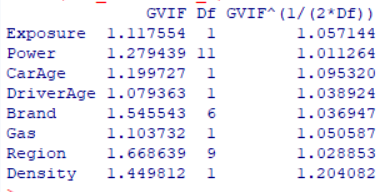 GVIF Df GVIF^(1/(2*Df))
Exposure 1.117554 1 1.057144
Power 1.279439 11 1.011264
CarAge 1.199727 1 1.095320
DriverAge 1.079363 1 1.038924
Brand 1.545543 6 1.036947
Gas 1.103732 1 1.050587
Region 1.668639 9 1.028853
Density 1.449812 1 1.204082